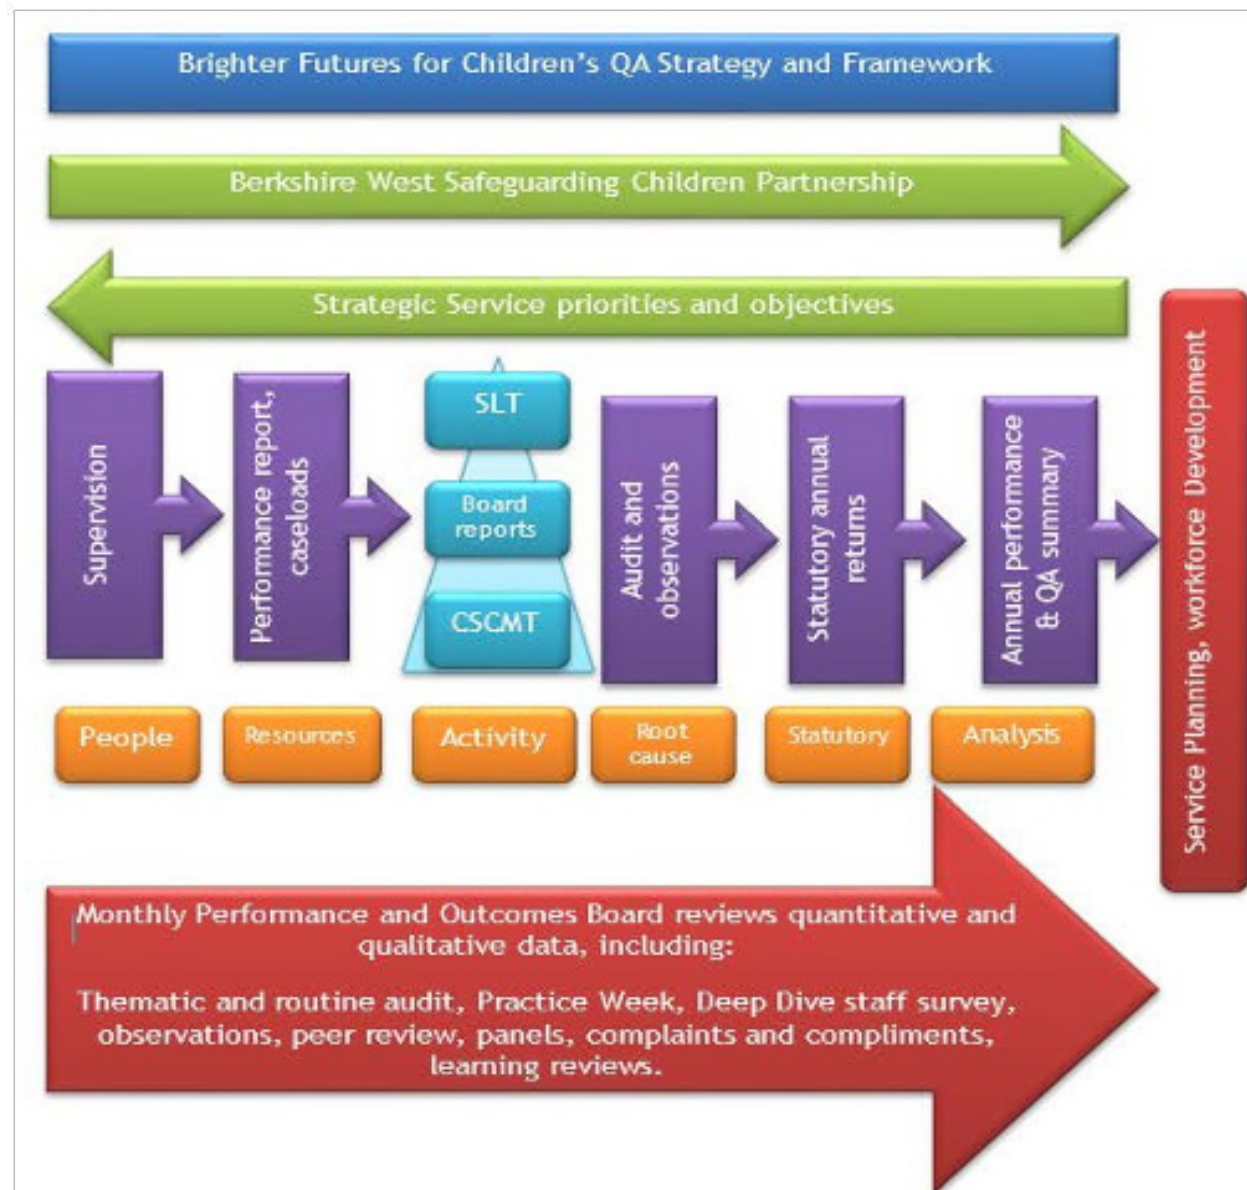 Brighter Futures for Children's QA Strategy and Framework
Berkshire West Safeguarding Children Partnership
Strategic Service priorities and objectives
Supervision
Performance report,
caseloads
SLT
Board
reports
CSCMT
Audit and
observations
Statutory annual
returns
Annual performance
& QA summary
Service Planning, workforce Development
People
Resources
Activity
Root
cause
Statutory
Analysis
Monthly Performance and Outcomes Board reviews quantitative and
qualitative data, including:
Thematic and routine audit, Practice Week, Deep Dive staff survey,
observations, peer review, panels, complaints and compliments,
learning reviews.